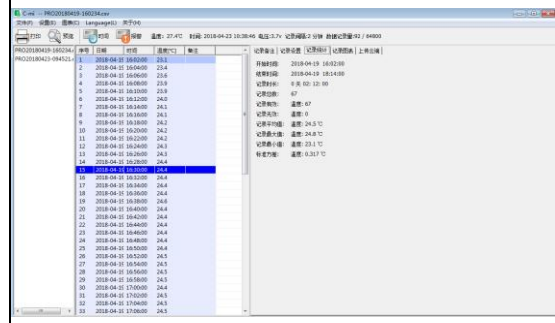 C-mi -- PRO20180419-160234.csv
文件(F) 设置(S) 图像(C) Language(L) 关于(H)
打印 预览 时间 报警 温度: 27.4℃ 时间: 2018-04-23 10:38:46 电压:3.7v 记录间隔:2 分钟 数据记录量:92 / 84800
PRO20180419-160234.c
PRO20180423-094521.c
序号 日期 时间 温度[℃] 备注
1 2018-04-19 16:02:00 23.1
2 2018-04-19 16:04:00 23.4
3 2018-04-19 16:06:00 23.6
4 2018-04-19 16:08:00 23.9
5 2018-04-19 16:10:00 23.9
6 2018-04-19 16:12:00 24.0
7 2018-04-19 16:14:00 24.1
8 2018-04-19 16:16:00 24.1
9 2018-04-19 16:18:00 24.2
10 2018-04-19 16:20:00 24.2
11 2018-04-19 16:22:00 24.2
12 2018-04-19 16:24:00 24.3
13 2018-04-19 16:26:00 24.3
14 2018-04-19 16:28:00 24.4
15 2018-04-19 16:30:00 24.4
16 2018-04-19 16:32:00 24.4
17 2018-04-19 16:34:00 24.4
18 2018-04-19 16:36:00 24.4
19 2018-04-19 16:38:00 24.6
20 2018-04-19 16:40:00 24.4
21 2018-04-19 16:42:00 24.4
22 2018-04-19 16:44:00 24.4
23 2018-04-19 16:46:00 24.4
24 2018-04-19 16:48:00 24.4
25 2018-04-19 16:50:00 24.4
26 2018-04-19 16:52:00 24.5
27 2018-04-19 16:54:00 24.5
28 2018-04-19 16:56:00 24.5
29 2018-04-19 16:58:00 24.5
30 2018-04-19 17:00:00 24.4
31 2018-04-19 17:02:00 24.5
32 2018-04-19 17:04:00 24.5
33 2018-04-19 17:06:00 24.5
记录备注 记录设置 记录统计 记录图表 上传云端
开始时间: 2018-04-19 16:02:00
结束时间: 2018-04-19 18:14:00
记录时长: 0 天 02: 12: 00
记录总数: 67
记录有效: 温度: 67
记录无效: 温度: 0
记录平均值: 温度: 24.5 ℃
记录最大值: 温度: 24.8 ℃
记录最小值: 温度: 23.1 ℃
标准方差: 温度: 0.317 ℃